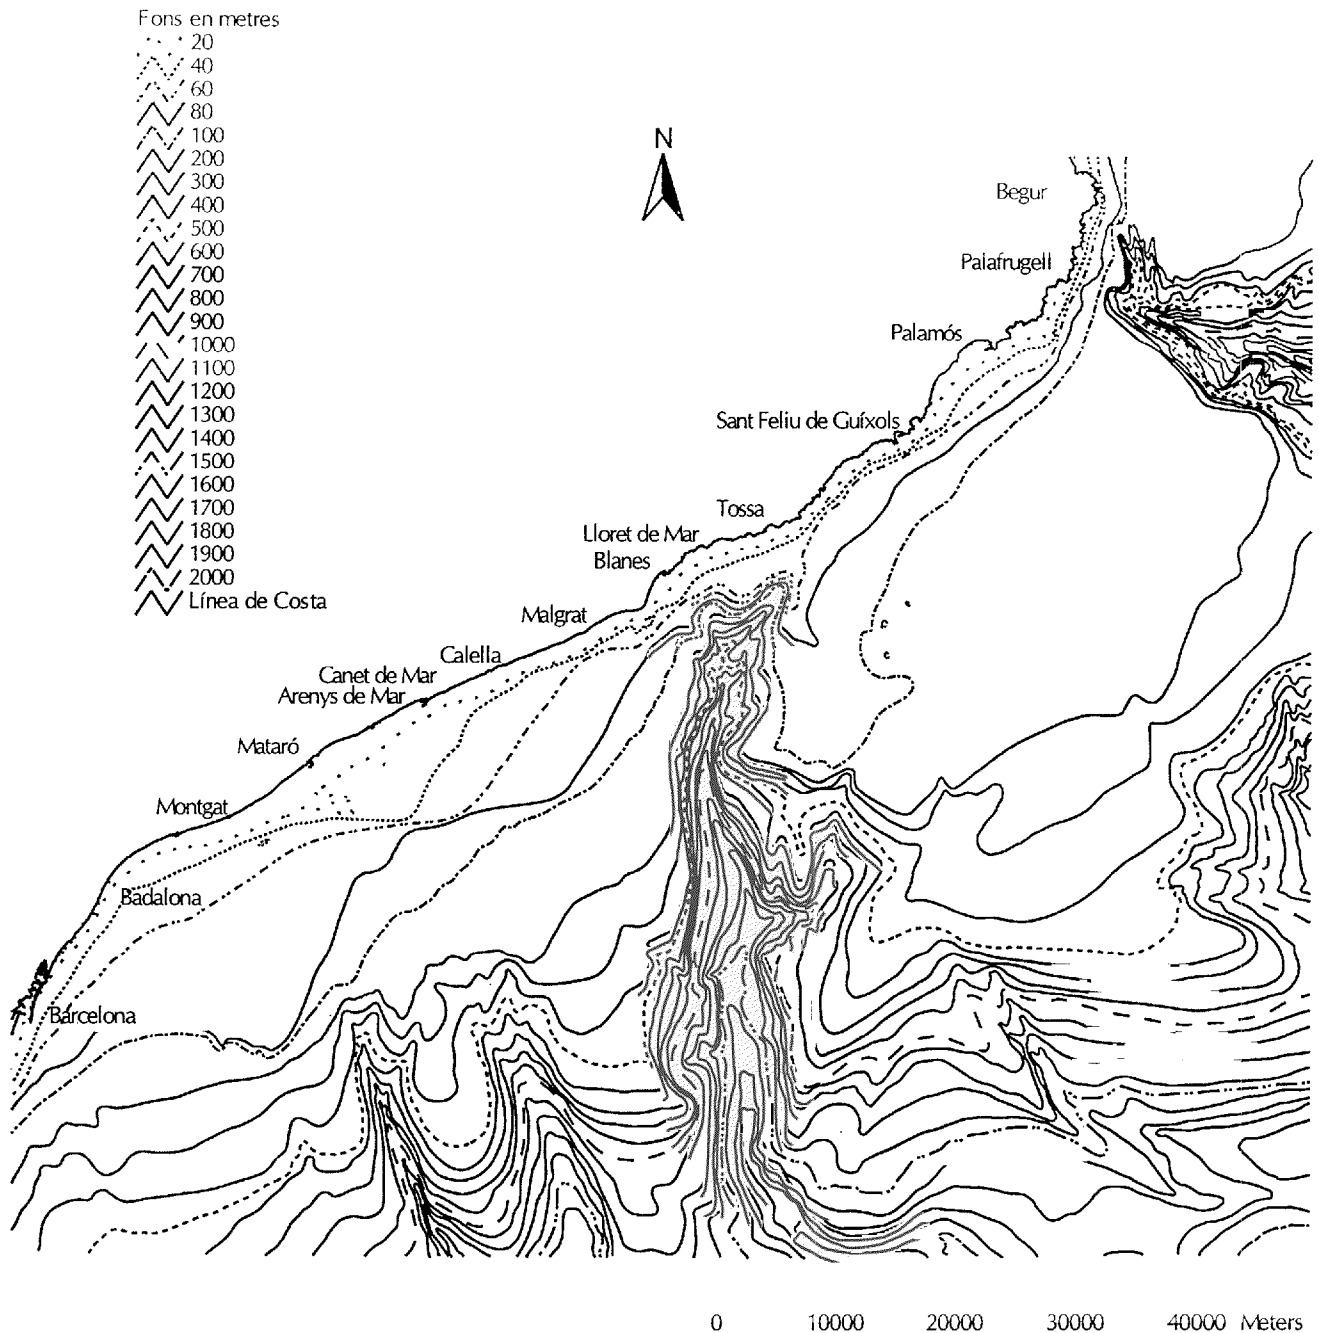 Fons en metres
20
40
60
80
100
200
300
400
500
600
700
800
900
1000
1100
1200
1300
1400
1500
1600
1700
1800
1900
2000
Línea de Costa
N
Begur
Palafrugell
Palamós
Sant Feliu de Guíxols
Tossa
Lloret de Mar
Blanes
Malgrat
Calella
Canet de Mar
Arenys de Mar
Mataró
Montgat
Badalona
Barcelona
0 10000 20000 30000 40000 Meters